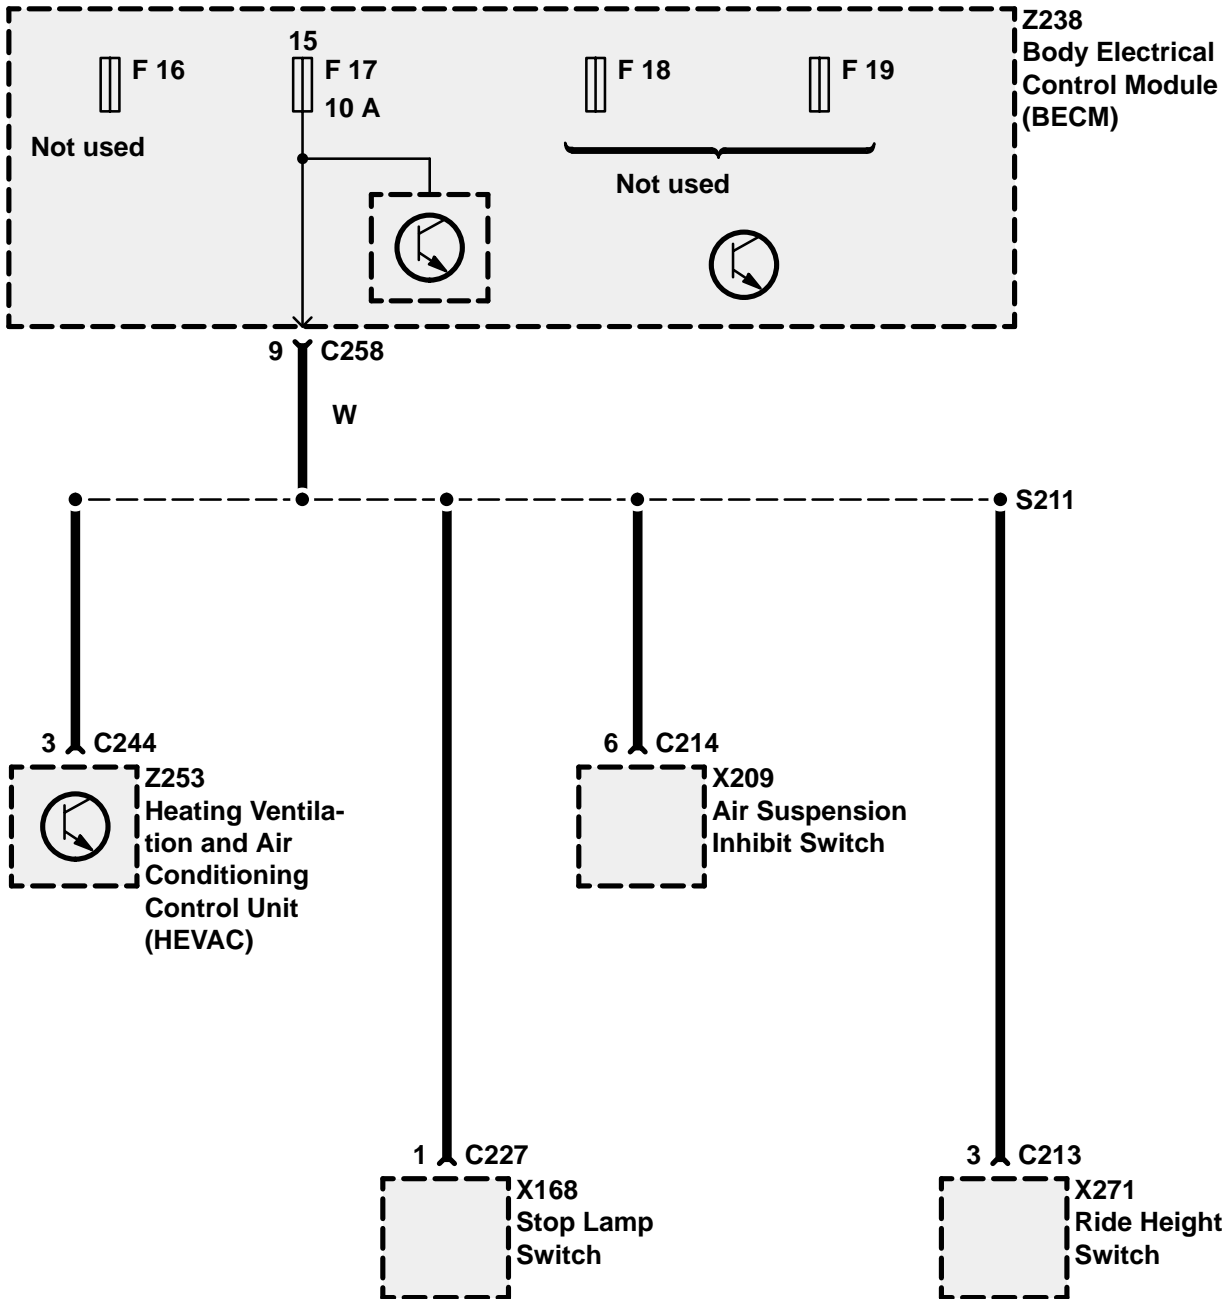 Z238
Body Electrical
Control Module
(BECM)
15
F 16
F 17
F 18
F 19
10 A
Not used
Not used
9
C258
W
S211
3
C244
6
C214
Z253
Heating Ventila-
tion and Air
Conditioning
Control Unit
(HEVAC)
X209
Air Suspension
Inhibit Switch
1
C227
3
C213
X168
Stop Lamp
Switch
X271
Ride Height
Switch